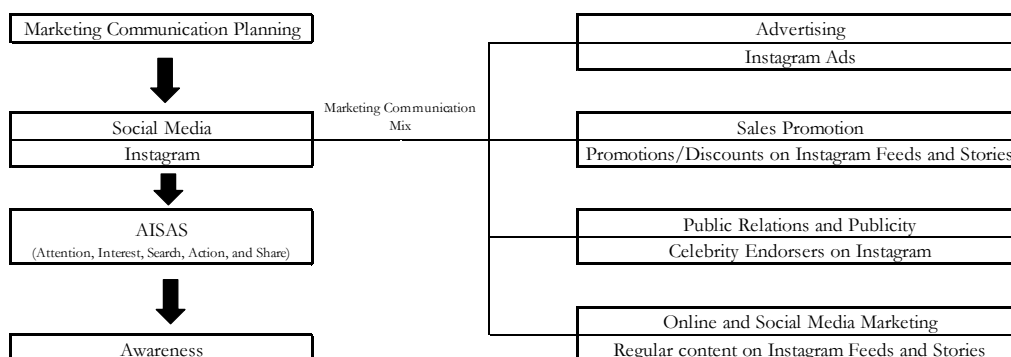 Marketing Communication Planning
Social Media
Instagram
AISAS
(Attention, Interest, Search, Action, and Share)
Awareness
Marketing Communication
Mix
Advertising
Instagram Ads
Sales Promotion
Promotions/Discounts on Instagram Feeds and Stories
Public Relations and Publicity
Celebrity Endorsers on Instagram
Online and Social Media Marketing
Regular content on Instagram Feeds and Stories